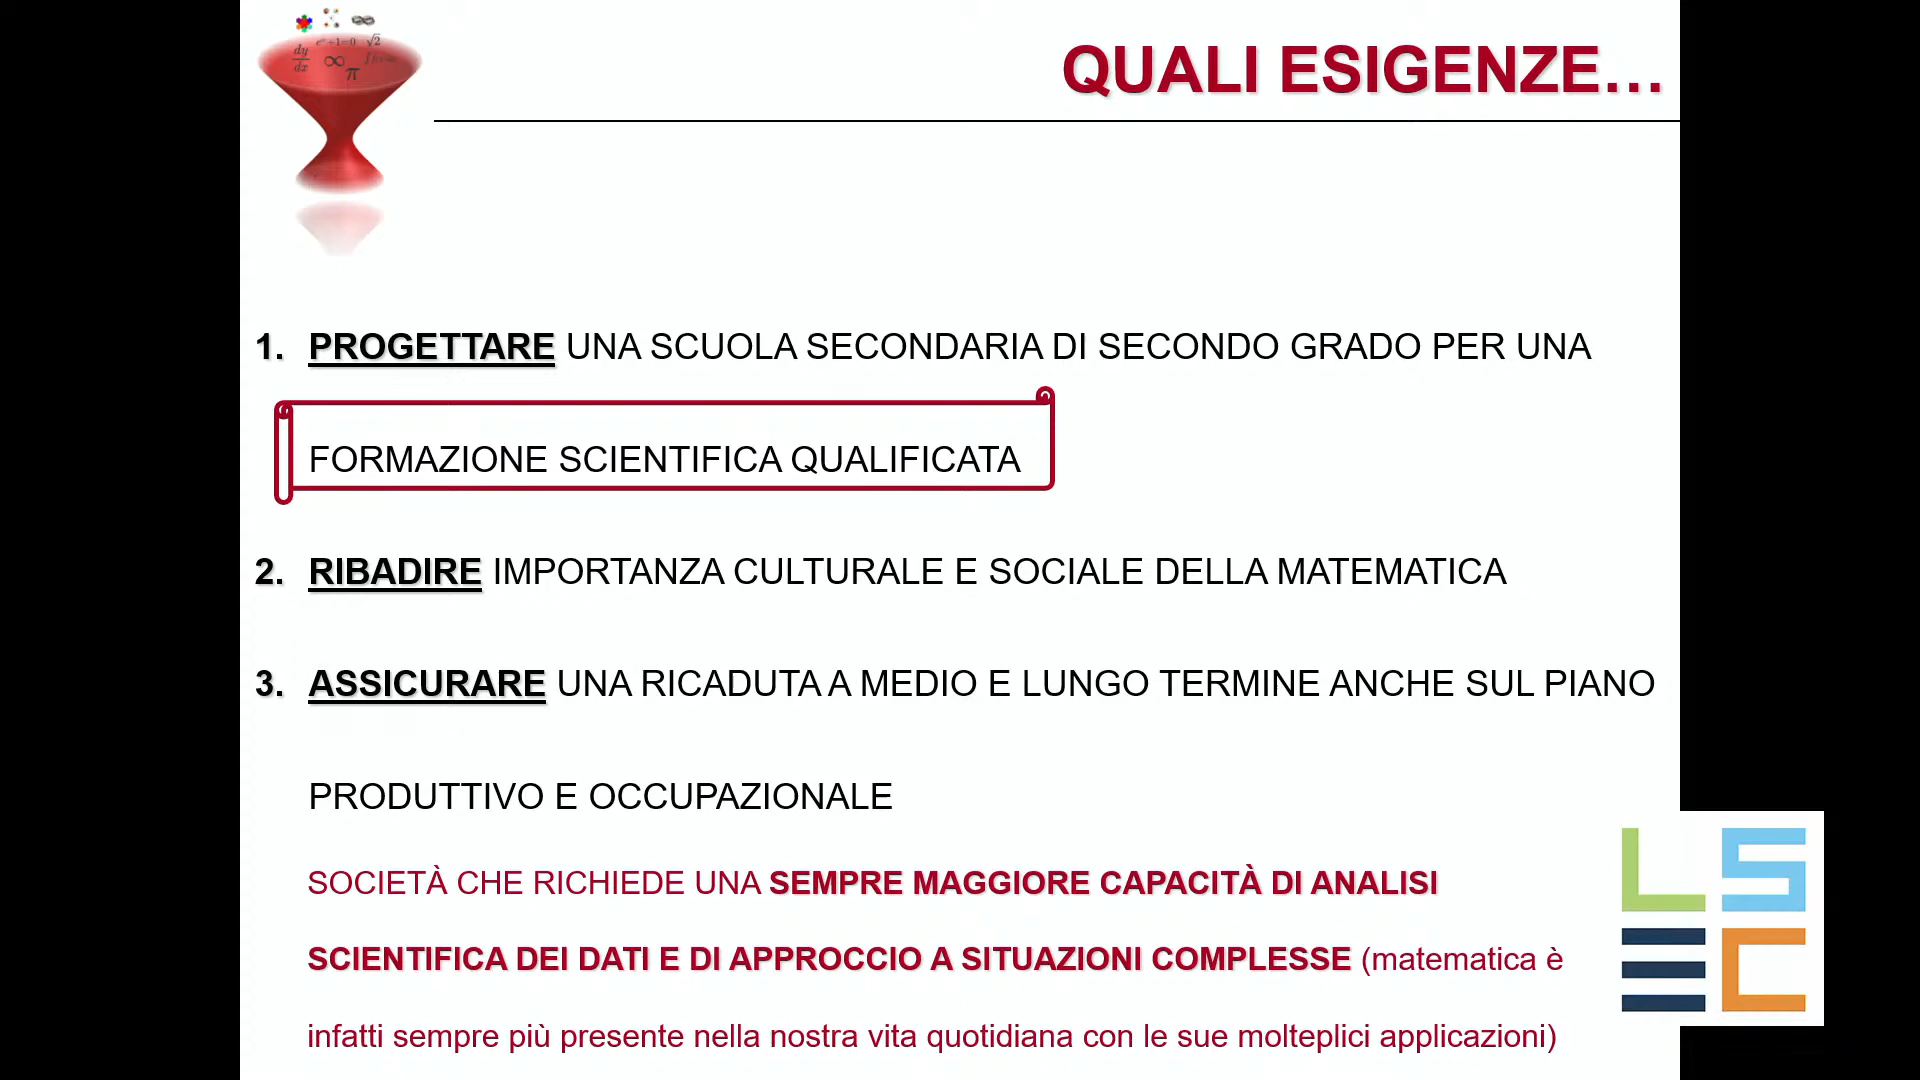 QUALI ESIGENZE…
dy
dx
∞
π
√2
1. PROGETTARE UNA SCUOLA SECONDARIA DI SECONDO GRADO PER UNA
FORMAZIONE SCIENTIFICA QUALIFICATA
2. RIBADIRE IMPORTANZA CULTURALE E SOCIALE DELLA MATEMATICA
3. ASSICURARE UNA RICADUTA A MEDIO E LUNGO TERMINE ANCHE SUL PIANO
PRODUTTIVO E OCCUPAZIONALE
SOCIETÀ CHE RICHIEDE UNA SEMPRE MAGGIORE CAPACITÀ DI ANALISI
SCIENTIFICA DEI DATI E DI APPROCCIO A SITUAZIONI COMPLESSE (matematica è
infatti sempre più presente nella nostra vita quotidiana con le sue molteplici applicazioni)
LS
EC